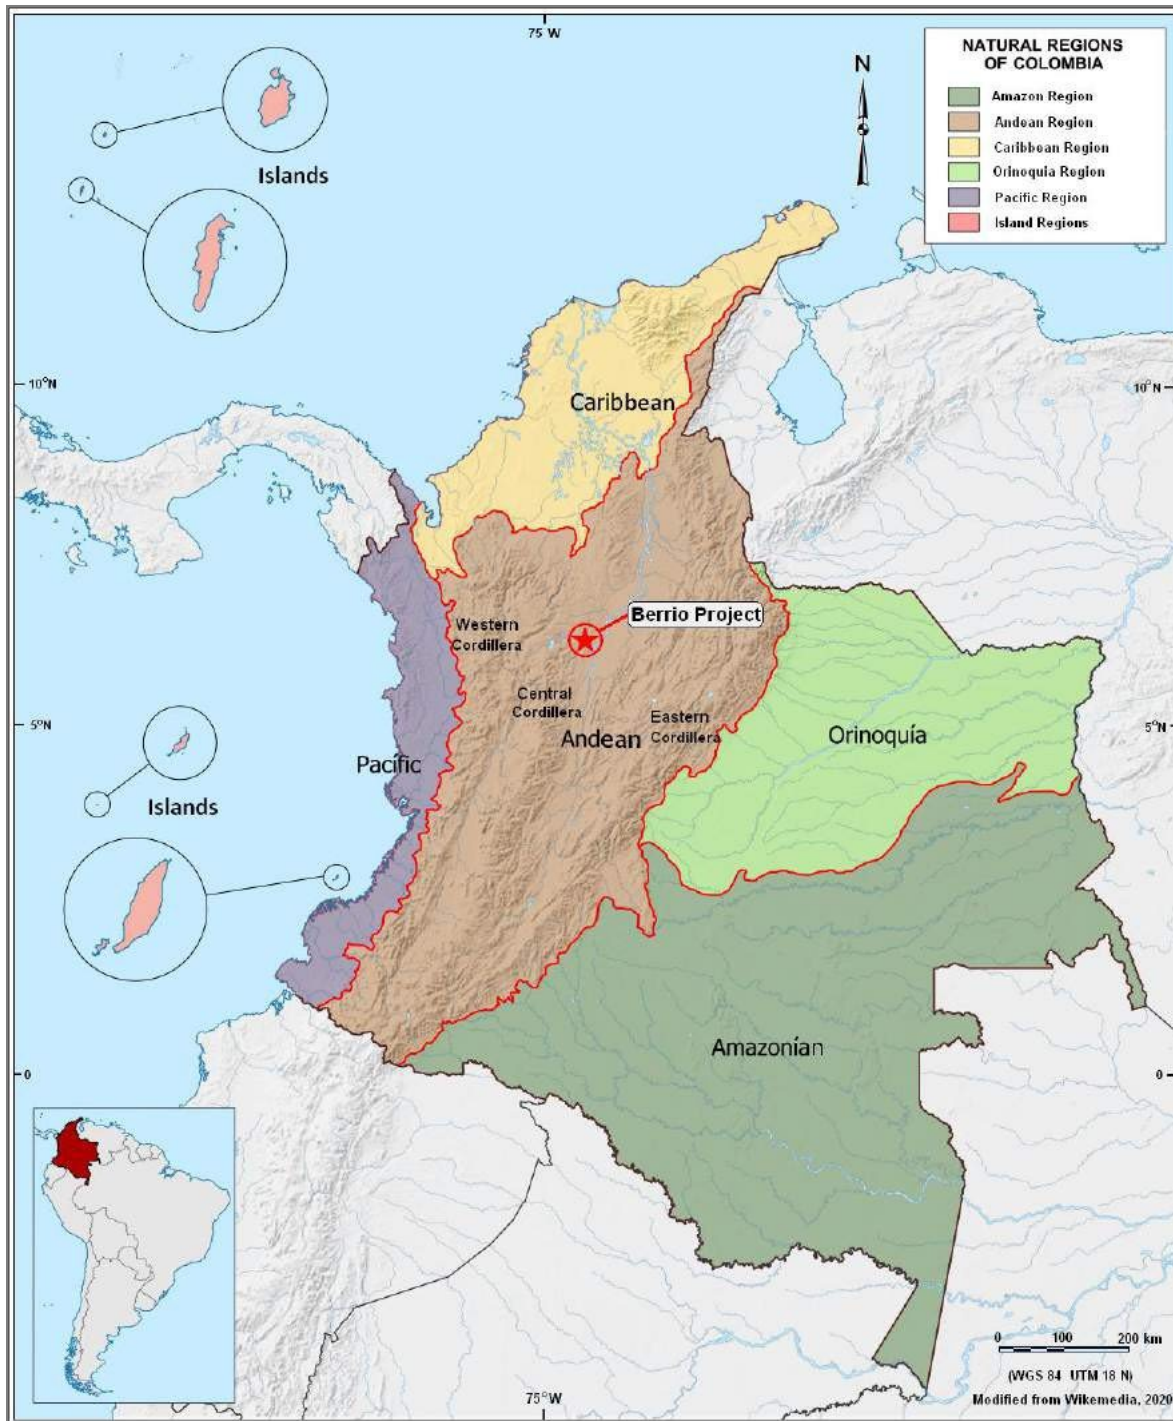 75 W
NATURAL REGIONS
OF COLOMBIA
Amazon Region
Andean Region
Caribbean Region
Orinoquia Region
Pacific Region
Island Regions
N
Islands
10°N
10°N
Caribbean
Berrio Project
Western
Cordillera
Central
Cordillera
Eastern
Cordillera
Andean
5°N
5°N
Orinoquía
Pacific
Islands
Amazonían
0
0
0 100 200 km
(WGS 84 UTM 18 N)
75°W
Modified from Wikemedia, 2020